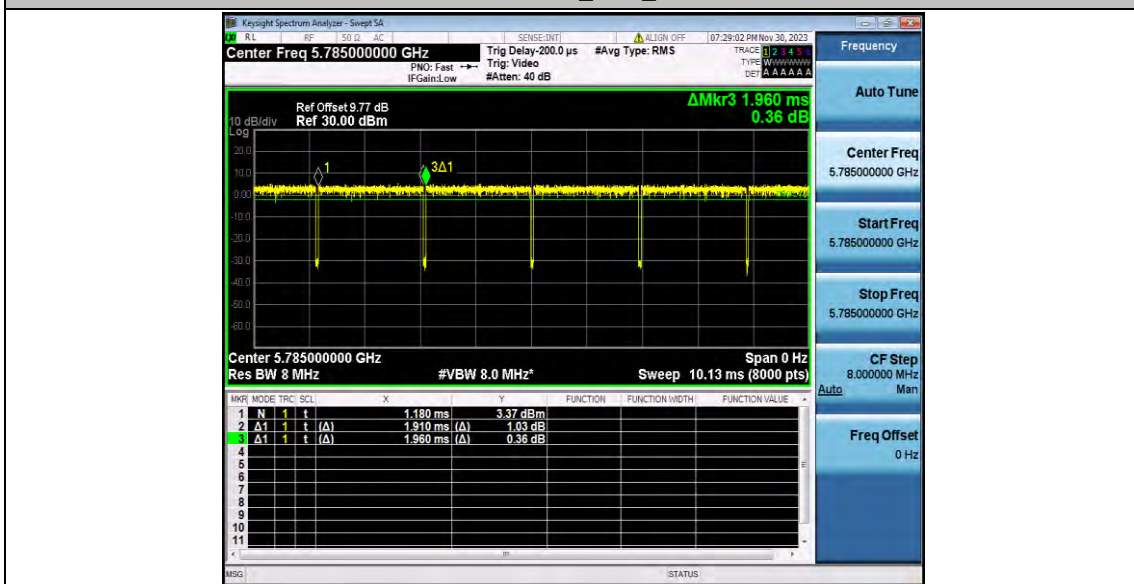 Keysight Spectrum Analyzer - Swept SA
RL RF 50 Ω AC SENSE:INT ALIGN OFF 07:29:02 PM Nov 30, 2023
Center Freq 5.785000000 GHz
PNO: Fast
IFGain:Low
Trig Delay-200.0 µs
Trig: Video
#Atten: 40 dB
#Avg Type: RMS
TRACE 1 2 3 4 5 6
TYPE W
DET A A A A A A
ΔMkr3 1.960 ms
0.36 dB
Ref Offset 9.77 dB
10 dB/div Ref 30.00 dBm
Log
20.0
10.0
0.00
-10.0
-20.0
-30.0
-40.0
-50.0
-60.0
1
3Δ1
Center 5.785000000 GHz Span 0 Hz
Res BW 8 MHz #VBW 8.0 MHz* Sweep 10.13 ms (8000 pts)
MKR MODE TRC SCL X Y FUNCTION FUNCTION WIDTH FUNCTION VALUE
1 N 1 t 1.180 ms 3.37 dBm
2 Δ1 1 t (Δ) 1.910 ms (Δ) 1.03 dB
3 Δ1 1 t (Δ) 1.960 ms (Δ) 0.36 dB
4
5
6
7
8
9
10
11
MSG STATUS
Frequency
Auto Tune
Center Freq
5.785000000 GHz
Start Freq
5.785000000 GHz
Stop Freq
5.785000000 GHz
CF Step
8.000000 MHz
Auto Man
Freq Offset
0 Hz